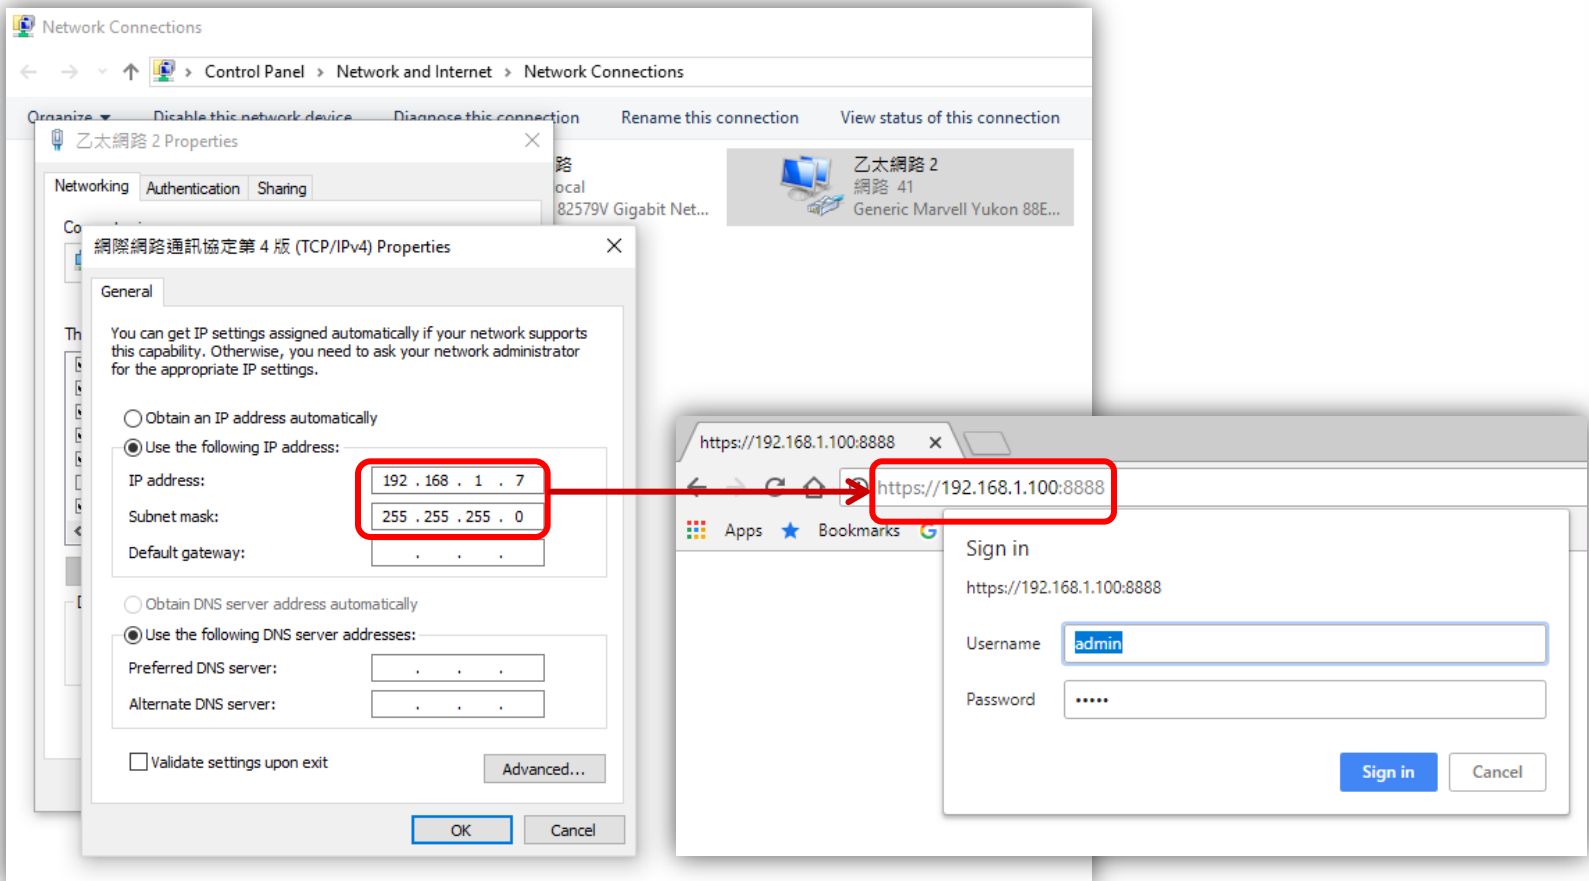 Network Connections
Control Panel > Network and Internet > Network Connections
Organize Disable this network device Diagnose this connection Rename this connection View status of this connection
乙太網路 2 Properties
Networking Authentication Sharing
路
ocal
82579V Gigabit Net...
乙太網路 2
網路 41
Generic Marvell Yukon 88E...
Co
Th
網際網路通訊協定第 4 版 (TCP/IPv4) Properties
General
You can get IP settings assigned automatically if your network supports
this capability. Otherwise, you need to ask your network administrator
for the appropriate IP settings.
Obtain an IP address automatically
Use the following IP address:
IP address: 192 . 168 . 1 . 7
Subnet mask: 255 . 255 . 255 . 0
Default gateway: . . .
Obtain DNS server address automatically
Use the following DNS server addresses:
Preferred DNS server: . . .
Alternate DNS server: . . .
Validate settings upon exit
Advanced...
OK Cancel
https://192.168.1.100:8888
https://192.168.1.100:8888
Apps Bookmarks G
Sign in
https://192.168.1.100:8888
Username admin
Password •••••
Sign in Cancel